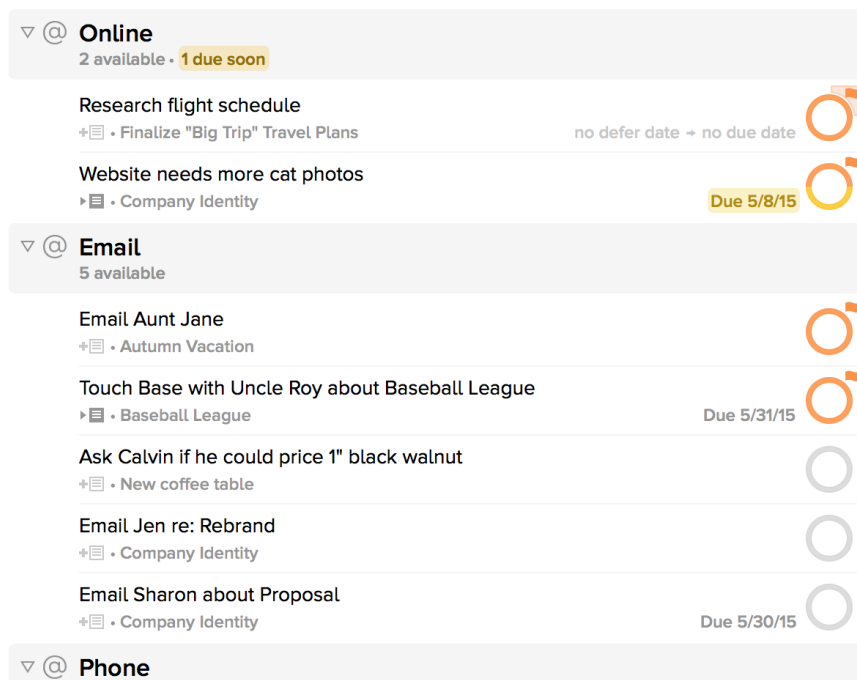 @ Online
2 available • 1 due soon
Research flight schedule
• Finalize "Big Trip" Travel Plans no defer date → no due date
Website needs more cat photos
• Company Identity Due 5/8/15
@ Email
5 available
Email Aunt Jane
• Autumn Vacation
Touch Base with Uncle Roy about Baseball League
• Baseball League Due 5/31/15
Ask Calvin if he could price 1" black walnut
• New coffee table
Email Jen re: Rebrand
• Company Identity
Email Sharon about Proposal
• Company Identity Due 5/30/15
@ Phone